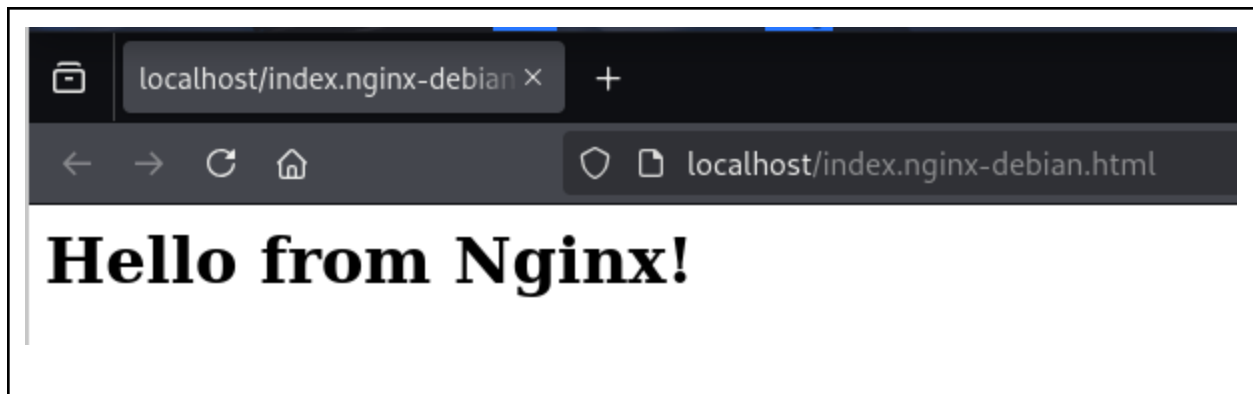 localhost/index.nginx-debian
localhost/index.nginx-debian.html
Hello from Nginx!